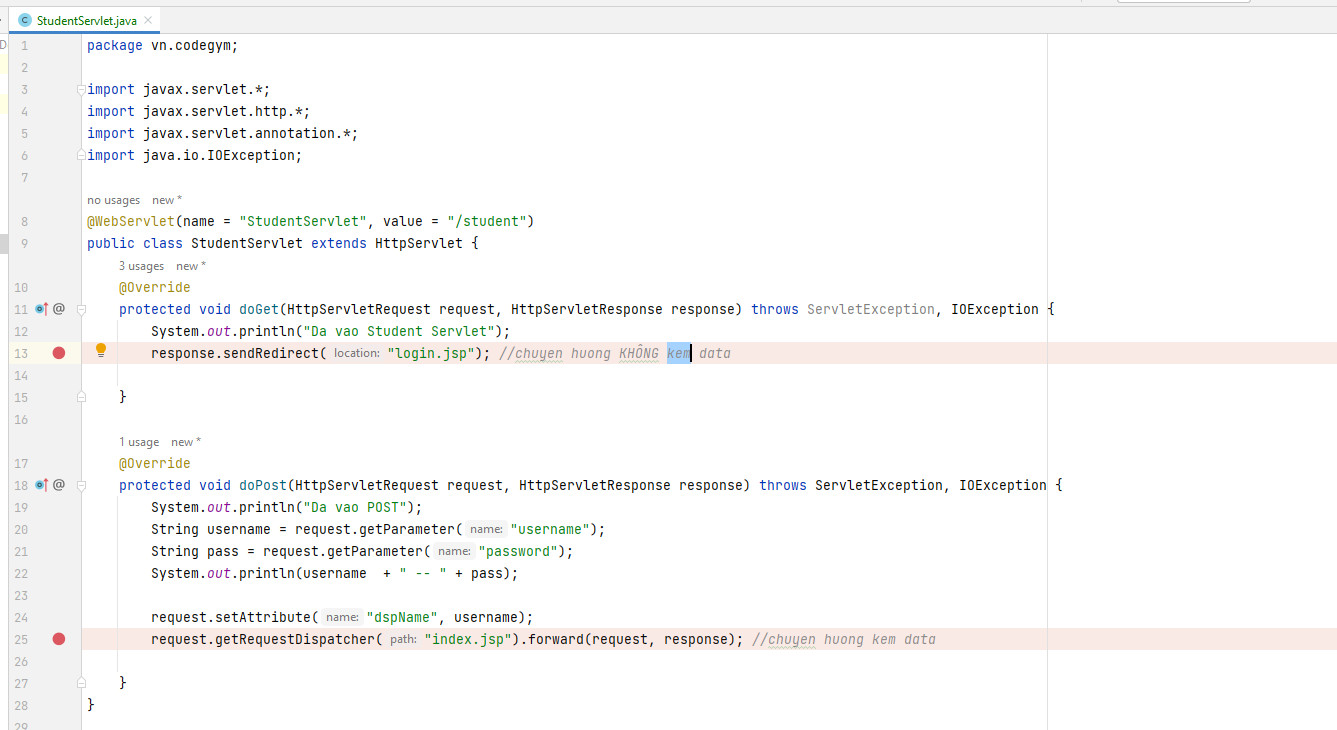 StudentServlet.java
1 package vn.codegym;
2
3 import javax.servlet.*;
4 import javax.servlet.http.*;
5 import javax.servlet.annotation.*;
6 import java.io.IOException;
7
no usages new *
8 @WebServlet(name = "StudentServlet", value = "/student")
9 public class StudentServlet extends HttpServlet {
3 usages new *
10 @Override
11 @ protected void doGet(HttpServletRequest request, HttpServletResponse response) throws ServletException, IOException {
12 System.out.println("Da vao Student Servlet");
13 response.sendRedirect( location: "login.jsp"); //chuyen huong KHÔNG kem data
14
15 }
16
1 usage new *
17 @Override
18 @ protected void doPost(HttpServletRequest request, HttpServletResponse response) throws ServletException, IOException {
19 System.out.println("Da vao POST");
20 String username = request.getParameter( name: "username");
21 String pass = request.getParameter( name: "password");
22 System.out.println(username + " -- " + pass);
23
24 request.setAttribute( name: "dspName", username);
25 request.getRequestDispatcher( path: "index.jsp").forward(request, response); //chuyen huong kem data
26
27 }
28 }
29